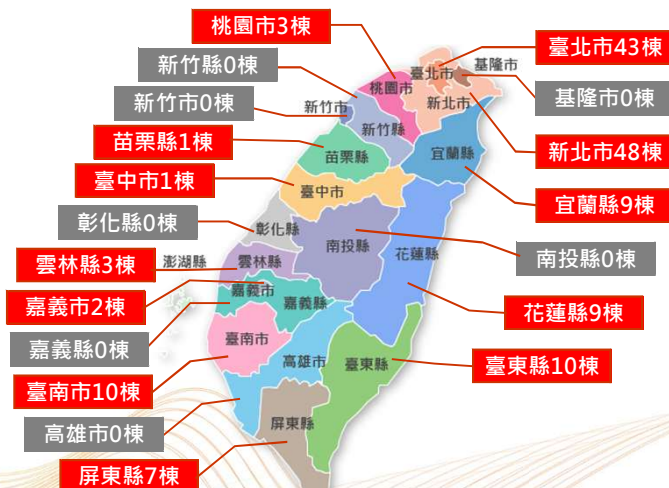 桃園市3棟
臺北市43棟
新竹縣0棟
基隆市
臺北市
桃園市
基隆市0棟
新竹市0棟
新竹市
新北市
新竹縣
苗栗縣1棟
新北市48棟
宜蘭縣
苗栗縣
臺中市1棟
臺中市
宜蘭縣9棟
彰化縣0棟
彰化縣
南投縣
花蓮縣
南投縣0棟
雲林縣3棟
澎湖縣
雲林縣
嘉義市
嘉義市2棟
嘉義縣
花蓮縣9棟
嘉義縣0棟
臺南市
高雄市
臺東縣
臺東縣10棟
臺南市10棟
高雄市0棟
屏東縣
屏東縣7棟